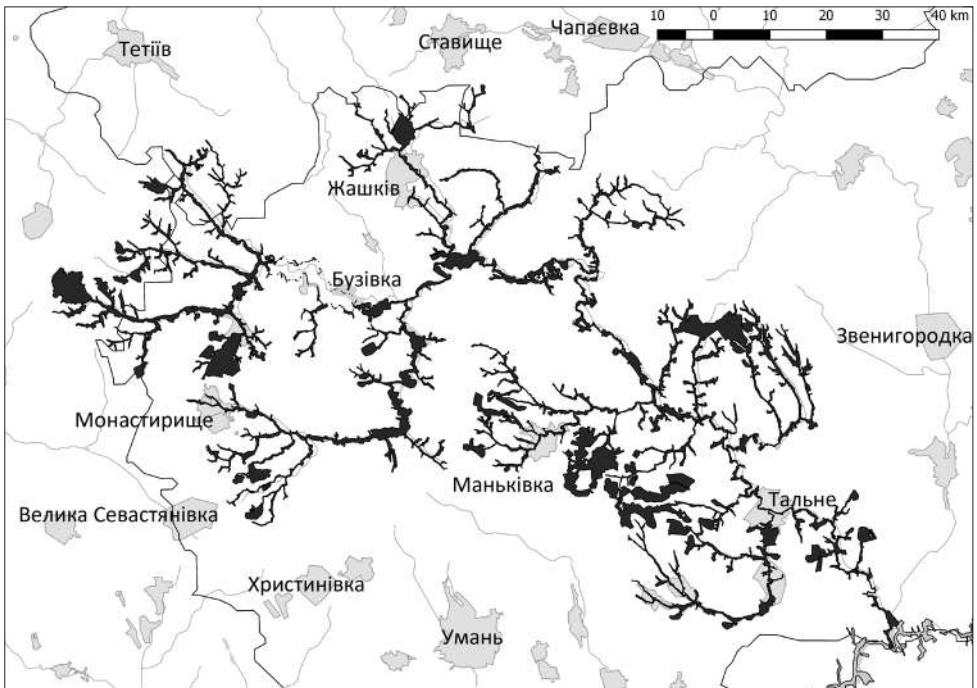 10 0 10 20 30 40 km
Чапаєвка
Ставище
Тетіїв
Жашків
Бузівка
Звенигородка
Монастирище
Маньківка
Тальне
Велика Севастянівка
Христинівка
Умань